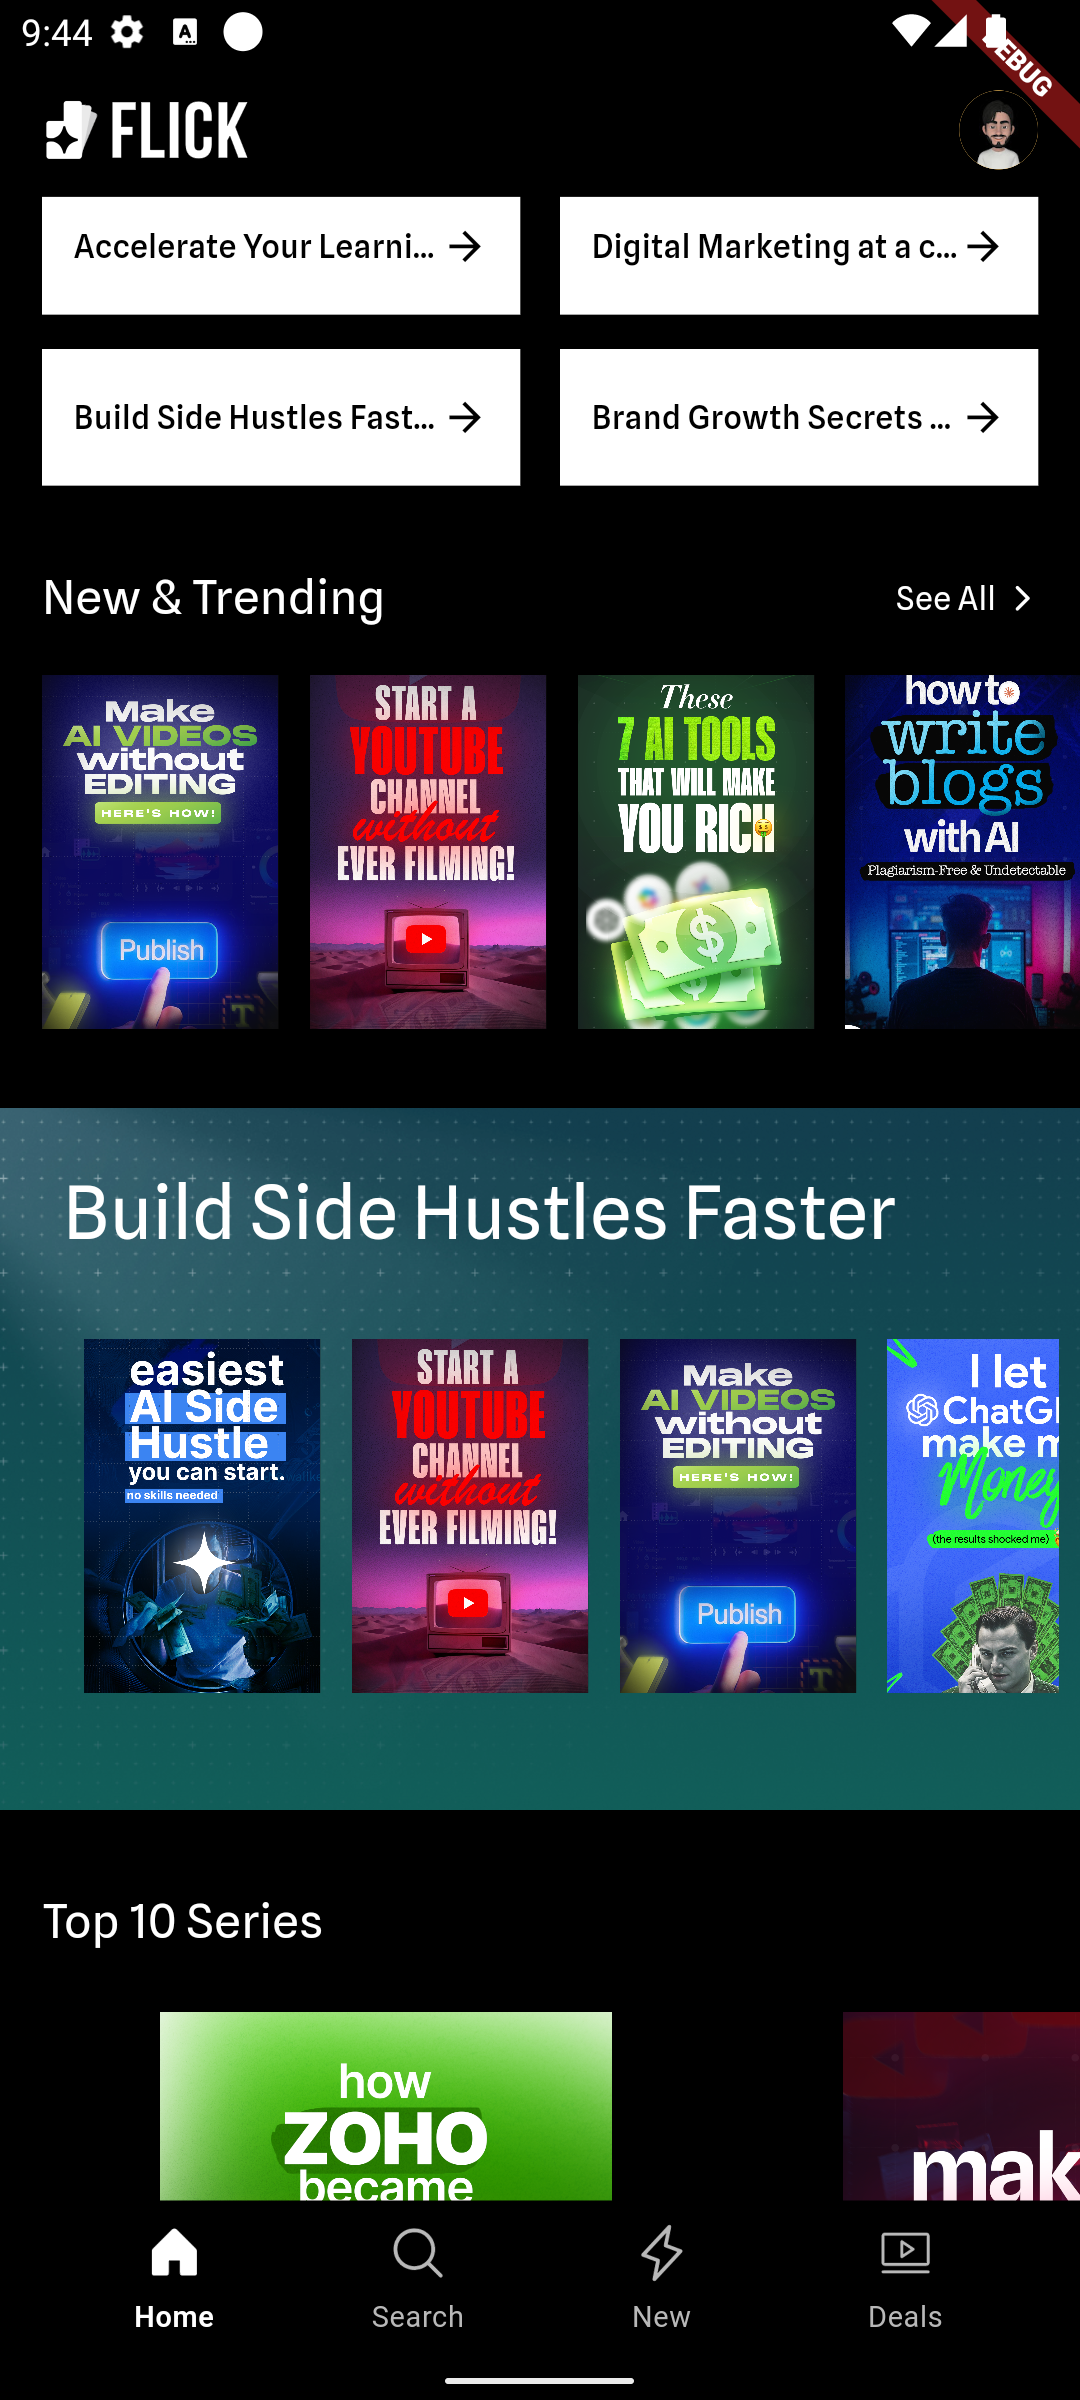 9:44
EBUG
FLICK
Accelerate Your Learni...
Digital Marketing at a c...
Build Side Hustles Fast...
Brand Growth Secrets ...
New & Trending
See All
Make
AI VIDEOS
without
EDITING
HERE'S HOW!
Publish
START A
YOUTUBE
CHANNEL
without
EVER FILMING!
These
7 AI TOOLS
THAT WILL MAKE
YOU RICH
how to
write
blogs
with AI
Plagiarism-Free & Undetectable
Build Side Hustles Faster
easiest
AI Side
Hustle
you can start.
no skills needed
START A
YOUTUBE
CHANNEL
without
EVER FILMING!
Make
AI VIDEOS
without
EDITING
HERE'S HOW!
Publish
I let
ChatG
make m
Money
(the results shocked me)
Top 10 Series
how
ZOHO
became
mak
Home
Search
New
Deals